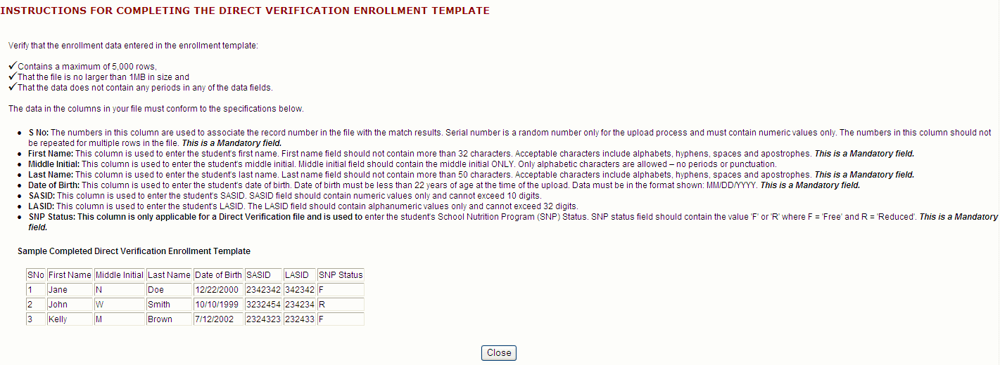 INSTRUCTIONS FOR COMPLETING THE DIRECT VERIFICATION ENROLLMENT TEMPLATE
Verify that the enrollment data entered in the enrollment template:
✓Contains a maximum of 5,000 rows,
✓That the file is no larger than 1MB in size and
✓That the data does not contain any periods in any of the data fields.
The data in the columns in your file must conform to the specifications below.
• S No: The numbers in this column are used to associate the record number in the file with the match results. Serial number is a random number only for the upload process and must contain numeric values only. The numbers in this column should not
be repeated for multiple rows in the file. This is a Mandatory field.
• First Name: This column is used to enter the student's first name. First name field should not contain more than 32 characters. Acceptable characters include alphabets, hyphens, spaces and apostrophes. This is a Mandatory field.
• Middle Initial: This column is used to enter the student's middle initial. Middle initial field should contain the middle initial ONLY. Only alphabetic characters are allowed – no periods or punctuation.
• Last Name: This column is used to enter the student's last name. Last name field should not contain more than 50 characters. Acceptable characters include alphabets, hyphens, spaces and apostrophes. This is a Mandatory field.
• Date of Birth: This column is used to enter the student's date of birth. Date of birth must be less than 22 years of age at the time of the upload. Data must be in the format shown: MM/DD/YYYY. This is a Mandatory field.
• SASID: This column is used to enter the student's SASID. SASID field should contain numeric values only and cannot exceed 10 digits.
• LASID: This column is used to enter the student's LASID. The LASID field should contain alphanumeric values only and cannot exceed 32 digits.
• SNP Status: This column is only applicable for a Direct Verification file and is used to enter the student's School Nutrition Program (SNP) Status. SNP status field should contain the value 'F' or 'R' where F = 'Free' and R = 'Reduced'. This is a Mandatory
field.
Sample Completed Direct Verification Enrollment Template
SNo First Name Middle Initial Last Name Date of Birth SASID LASID SNP Status
1 Jane N Doe 12/22/2000 2342342 342342 F
2 John W Smith 10/10/1999 3232454 234234 R
3 Kelly M Brown 7/12/2002 2324323 232433 F
Close